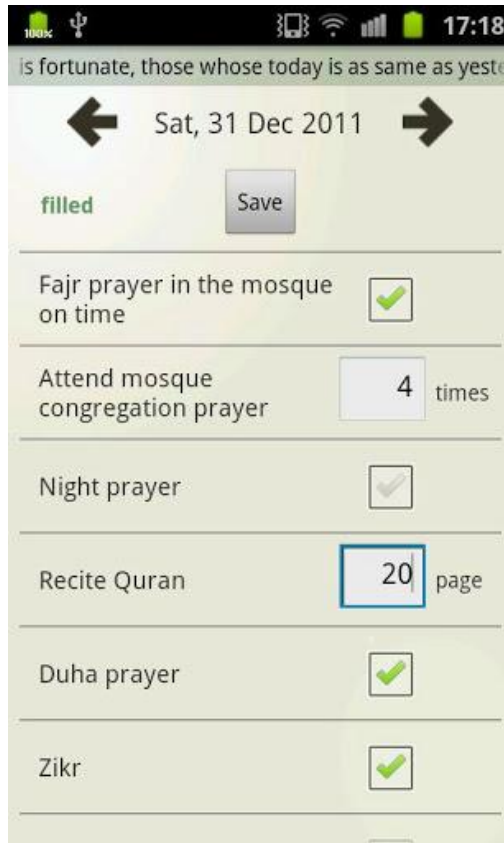 100%
17:18
is fortunate, those whose today is as same as yeste
Sat, 31 Dec 2011
filled
Save
Fajr prayer in the mosque
on time
Attend mosque
congregation prayer
4 times
Night prayer
Recite Quran
20 page
Duha prayer
Zikr